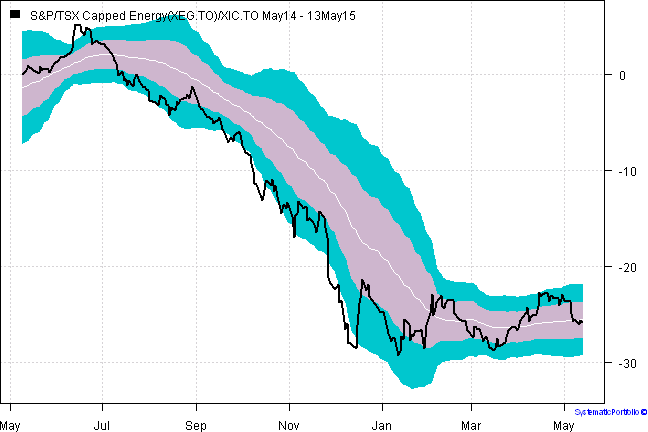 S&P/TSX Capped Energy(XEG.TO)/XIC.TO May14 - 13May15
0
-10
-20
-30
May Jul Sep Nov Jan Mar May
SystematicPortfolio ©